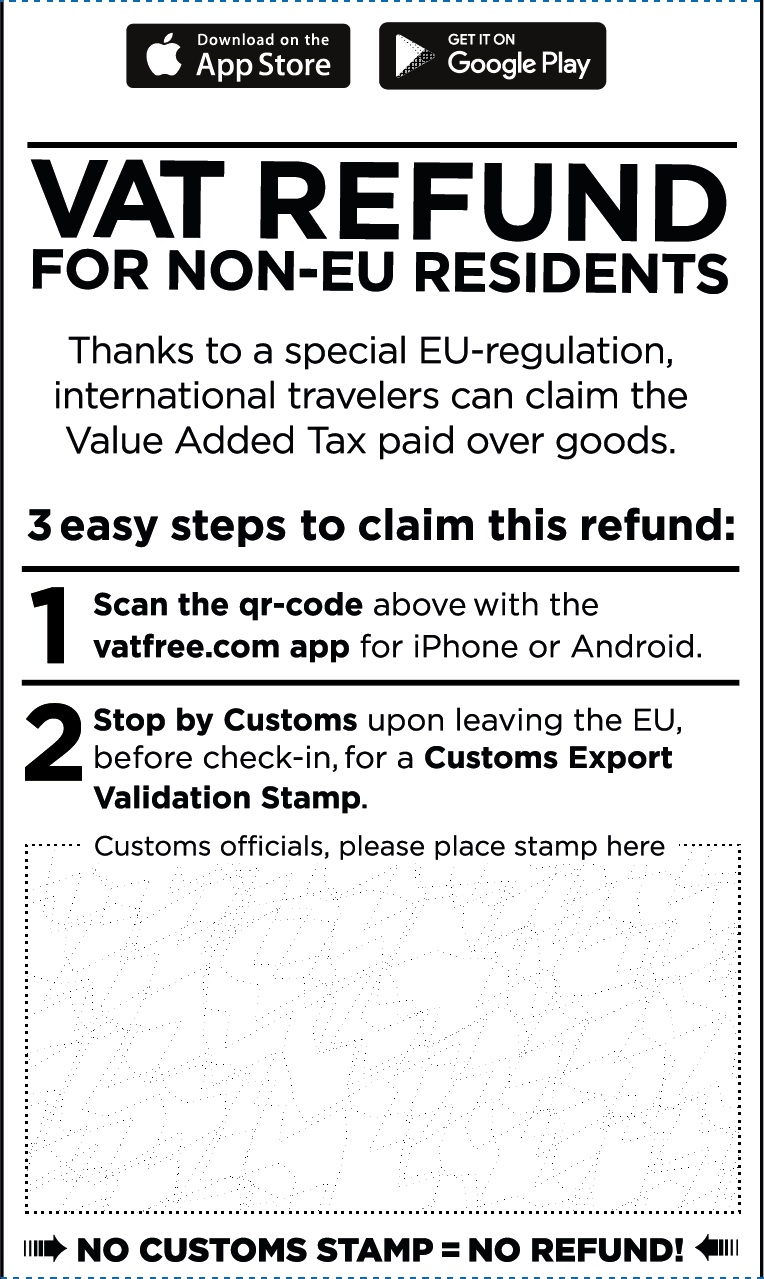 Download on the
App Store
GET IT ON
Google Play
VAT REFUND
FOR NON-EU RESIDENTS
Thanks to a special EU-regulation,
international travelers can claim the
Value Added Tax paid over goods.
3 easy steps to claim this refund:
1
Scan the qr-code above with the
vatfree.com app for iPhone or Android.
2
Stop by Customs upon leaving the EU,
before check-in, for a Customs Export
Validation Stamp.
Customs officials, please place stamp here
NO CUSTOMS STAMP = NO REFUND!